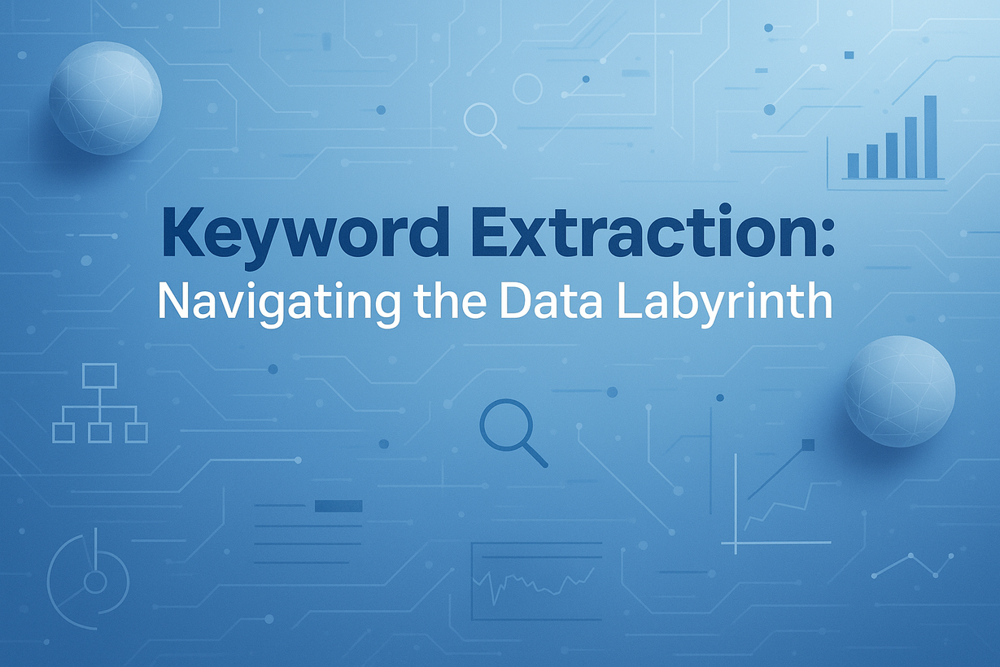 Keyword Extraction:
Navigating the Data Labyrinth